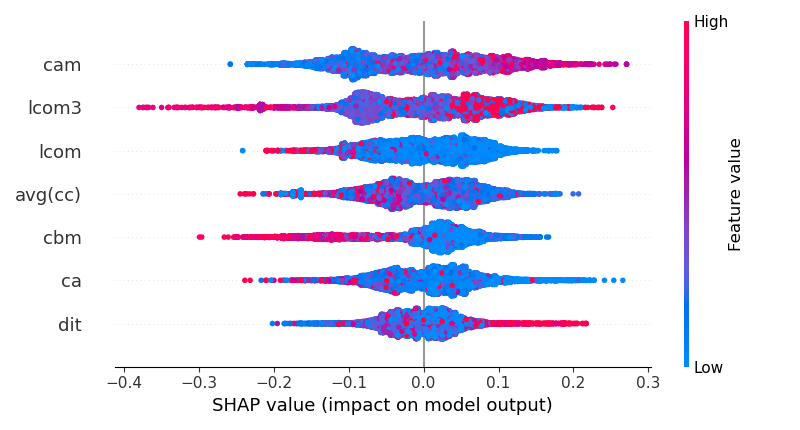 High
cam
lcom3
lcom
avg(cc)
cbm
ca
dit
Feature value
Low
−0.4 −0.3 −0.2 −0.1 0.0 0.1 0.2 0.3
SHAP value (impact on model output)